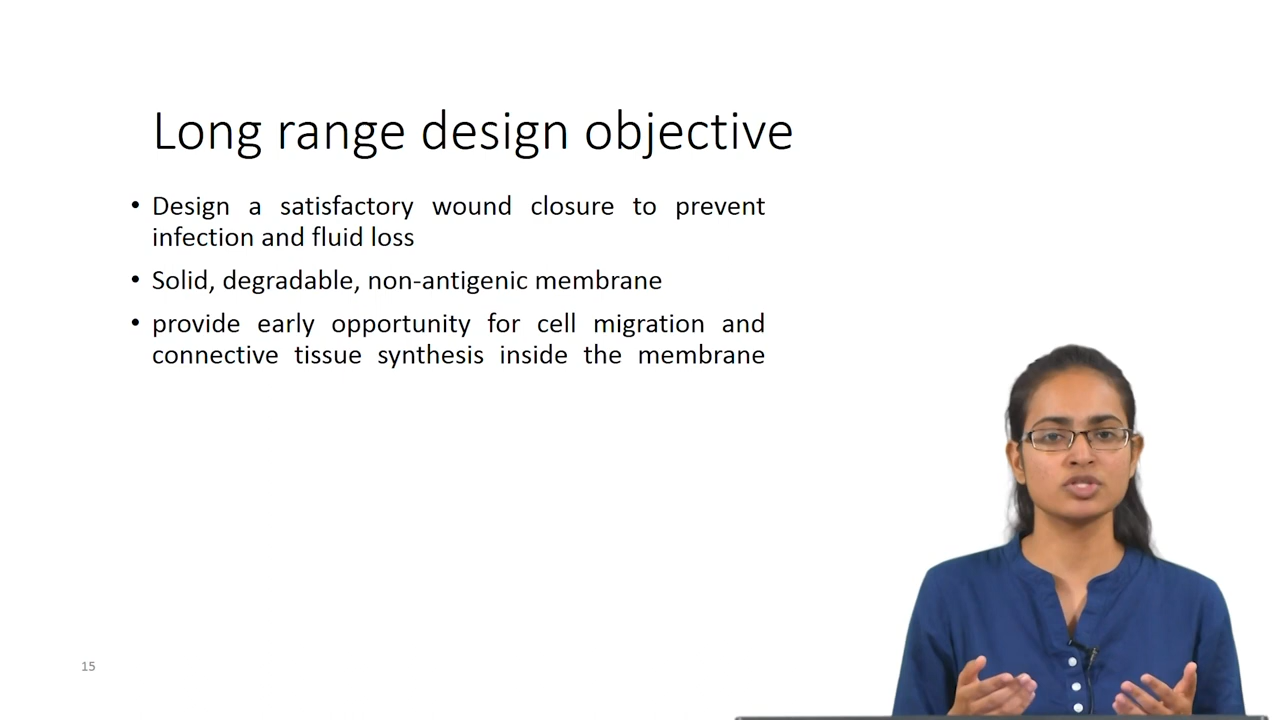 Long range design objective
• Design a satisfactory wound closure to prevent
infection and fluid loss
• Solid, degradable, non-antigenic membrane
• provide early opportunity for cell migration and
connective tissue synthesis inside the membrane
15